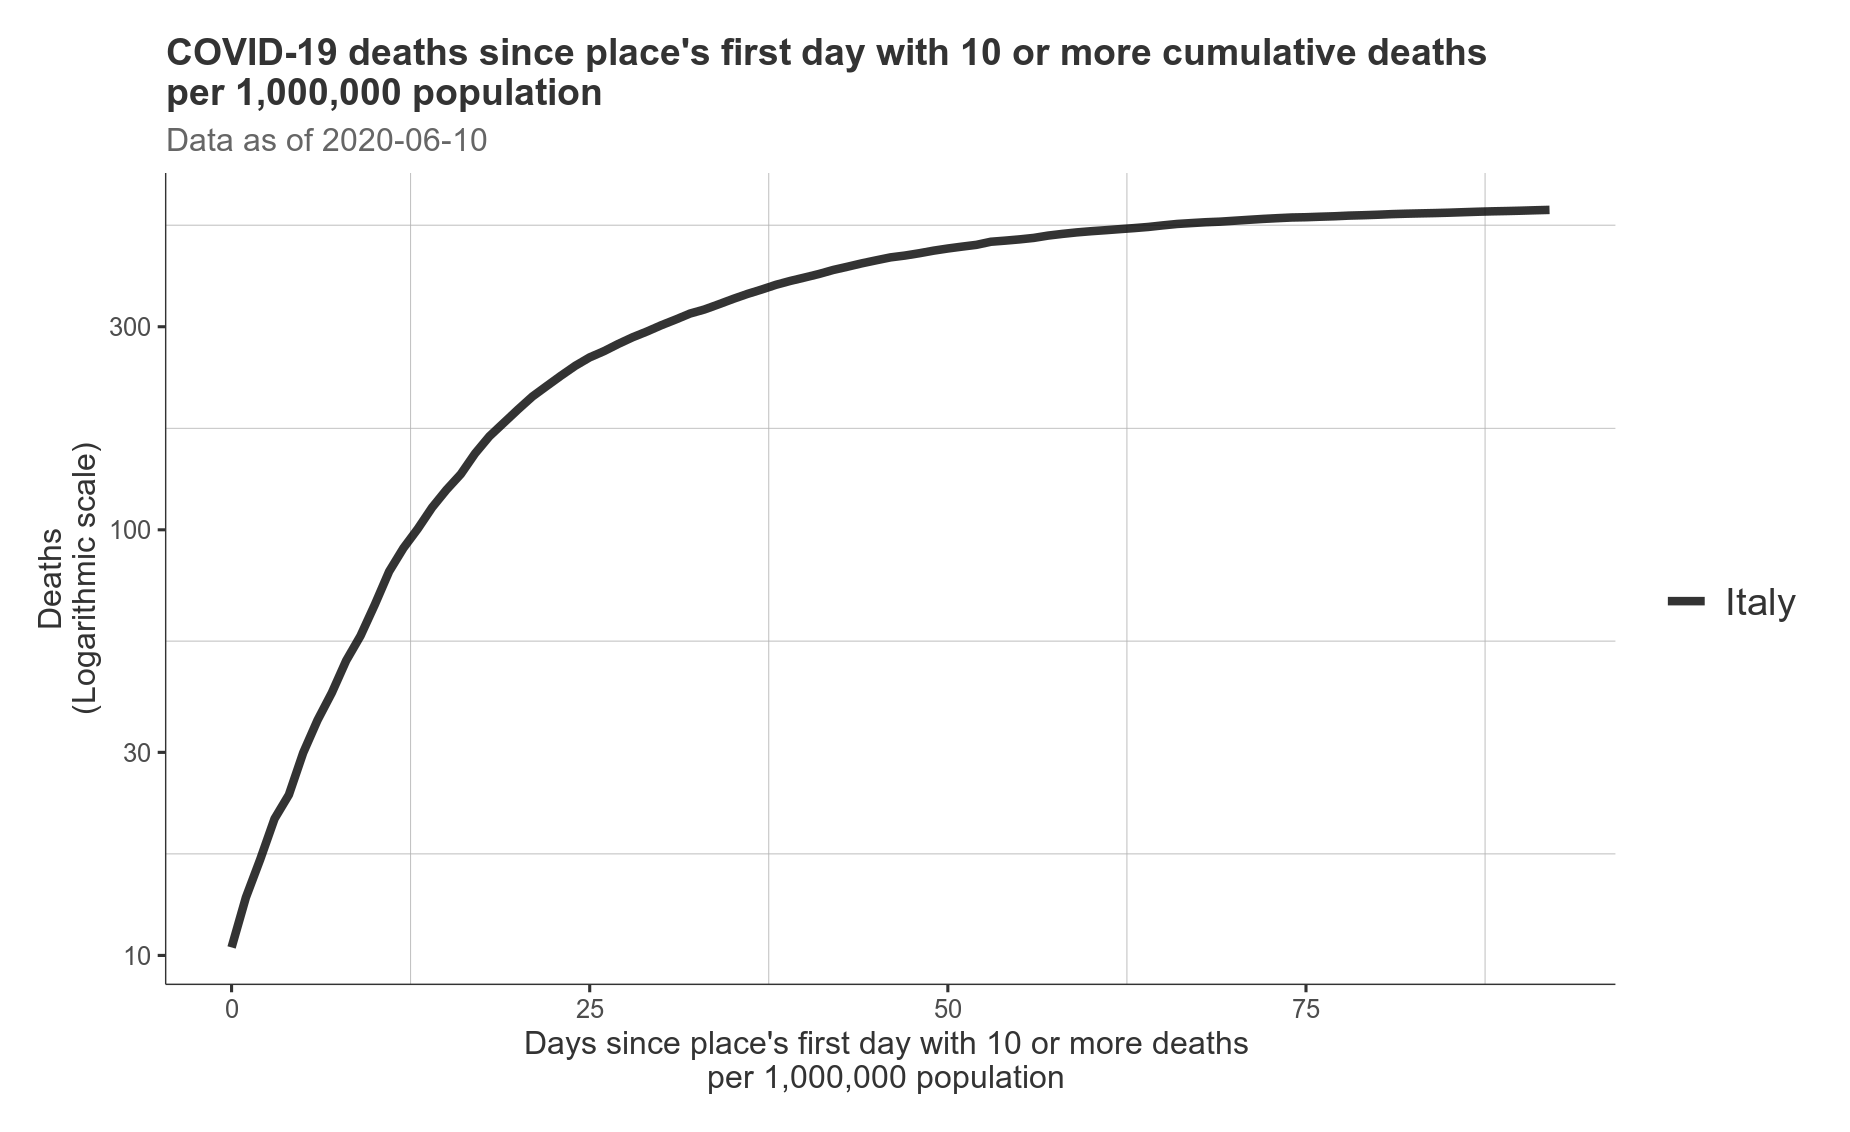 COVID-19 deaths since place's first day with 10 or more cumulative deaths
per 1,000,000 population
Data as of 2020-06-10
Deaths
(Logarithmic scale)
300
100
30
10
Italy
0
25
50
75
Days since place's first day with 10 or more deaths
per 1,000,000 population